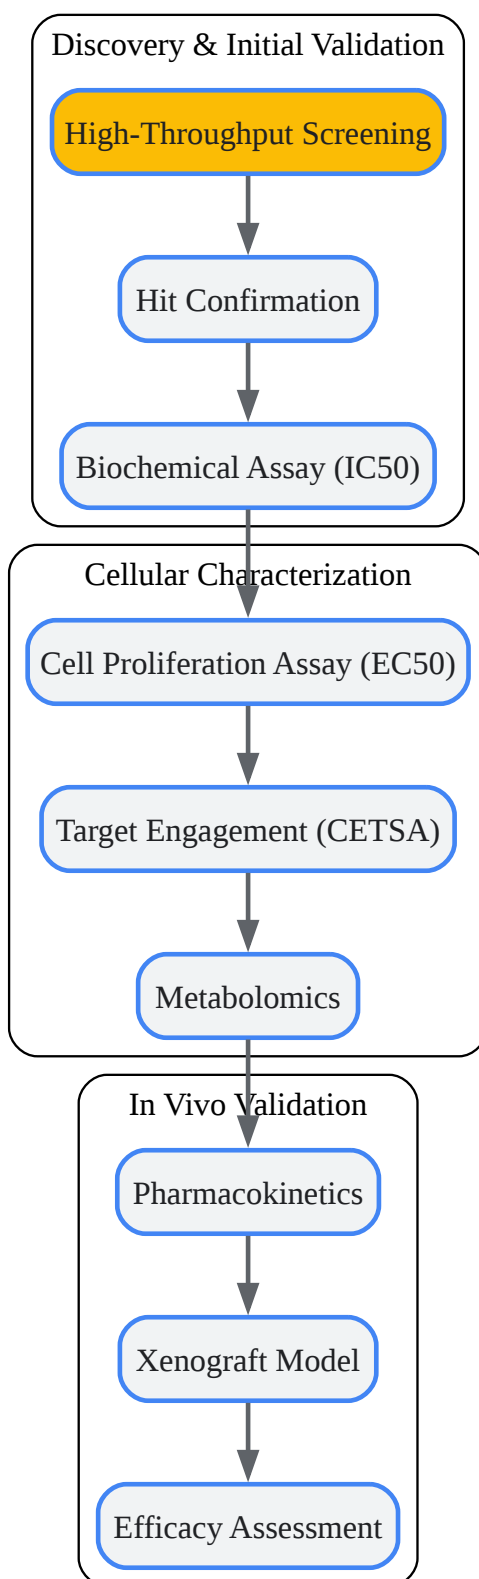 Discovery & Initial Validation
High-Throughput Screening
Hit Confirmation
Biochemical Assay (IC50)
Cellular Characterization
Cell Proliferation Assay (EC50)
Target Engagement (CETSA)
Metabolomics
In Vivo Validation
Pharmacokinetics
Xenograft Model
Efficacy Assessment